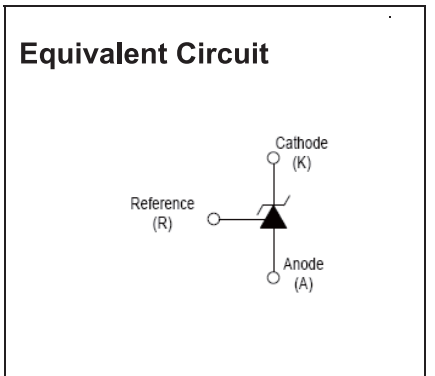 Equivalent Circuit
Cathode
(K)
Reference
(R)
Anode
(A)